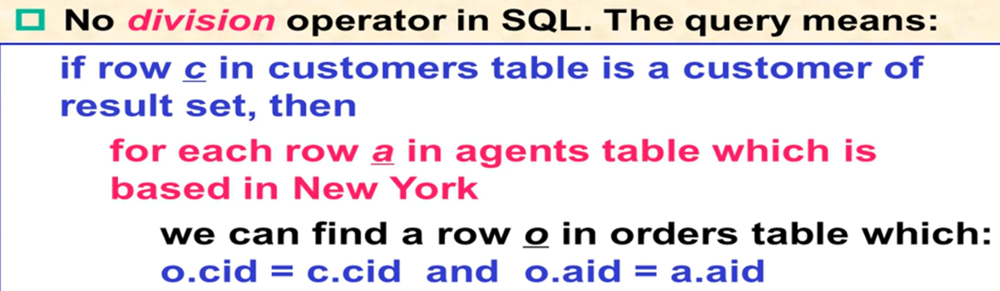 No division operator in SQL. The query means:
if row c in customers table is a customer of
result set, then
for each row a in agents table which is
based in New York
we can find a row o in orders table which:
o.cid = c.cid and o.aid = a.aid